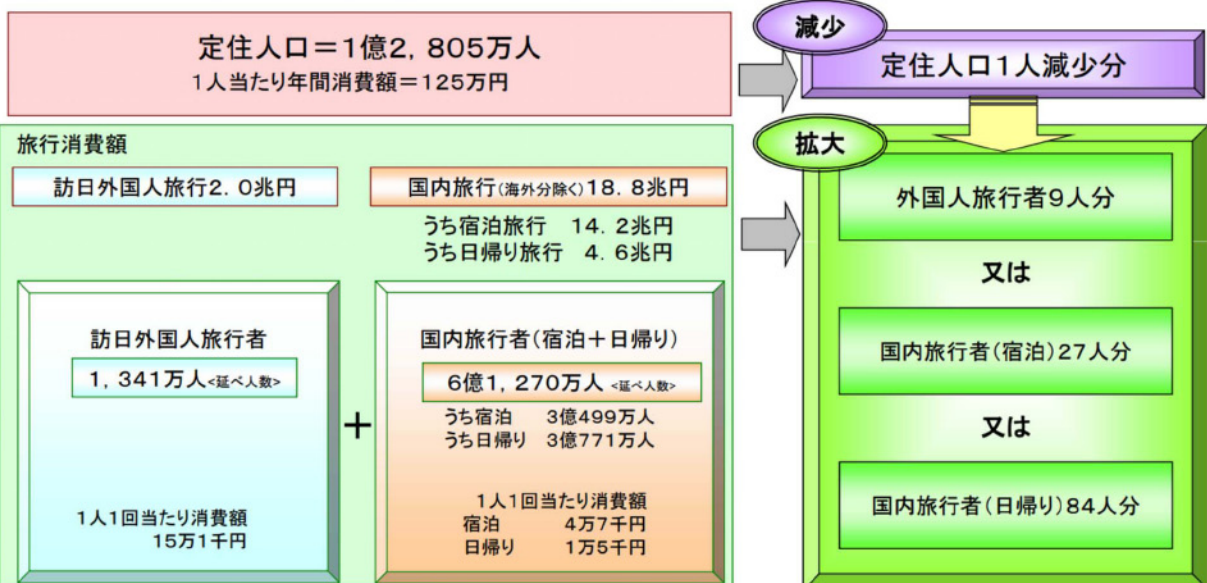 定住人口=1億2,805万人
1人当たり年間消費額=125万円
減少
定住人口1人減少分
旅行消費額
訪日外国人旅行2.0兆円
国内旅行(海外分除く)18.8兆円
うち宿泊旅行 14.2兆円
うち日帰り旅行 4.6兆円
訪日外国人旅行者
1,341万人<延べ人数>
1人1回当たり消費額
15万1千円
+
国内旅行者(宿泊+日帰り)
6億1,270万人<延べ人数>
うち宿泊 3億499万人
うち日帰り 3億771万人
1人1回当たり消費額
宿泊 4万7千円
日帰り 1万5千円
拡大
外国人旅行者9人分
又は
国内旅行者(宿泊)27人分
又は
国内旅行者(日帰り)84人分